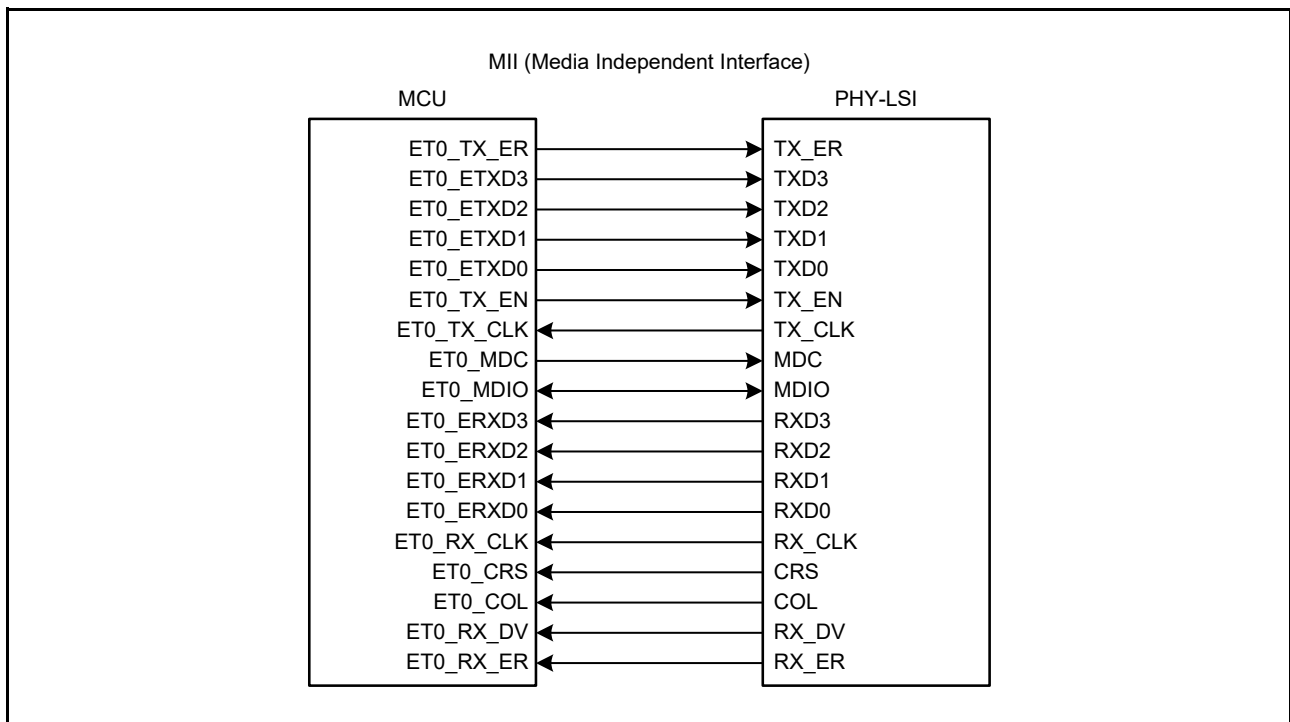 MII (Media Independent Interface)
MCU PHY-LSI
ET0_TX_ER TX_ER
ET0_ETXD3 TXD3
ET0_ETXD2 TXD2
ET0_ETXD1 TXD1
ET0_ETXD0 TXD0
ET0_TX_EN TX_EN
ET0_TX_CLK TX_CLK
ET0_MDC MDC
ET0_MDIO MDIO
ET0_ERXD3 RXD3
ET0_ERXD2 RXD2
ET0_ERXD1 RXD1
ET0_ERXD0 RXD0
ET0_RX_CLK RX_CLK
ET0_CRS CRS
ET0_COL COL
ET0_RX_DV RX_DV
ET0_RX_ER RX_ER